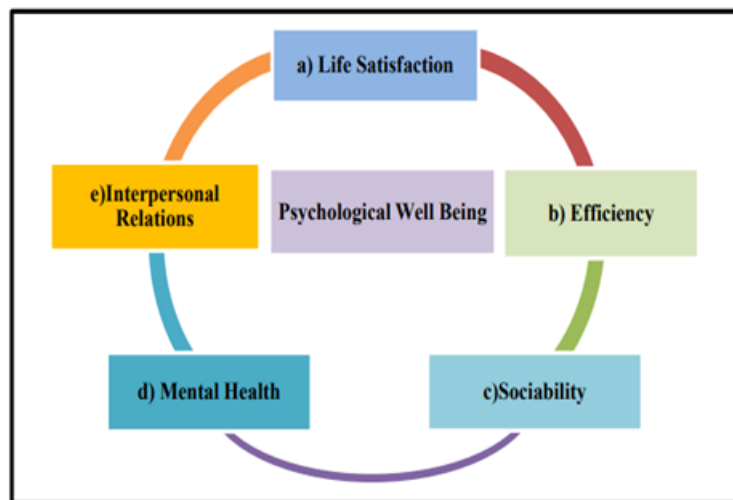 a) Life Satisfaction
e)Interpersonal
Relations
Psychological Well Being
b) Efficiency
d) Mental Health
c)Sociability